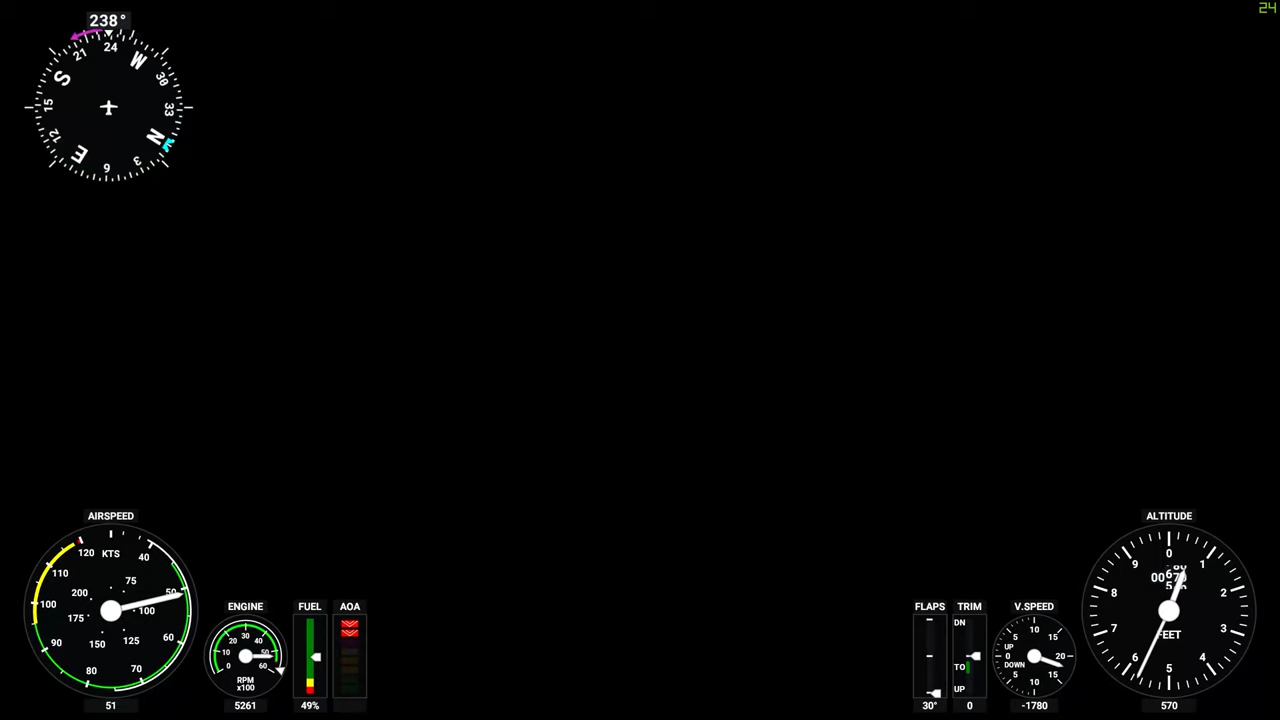 24
238°
21 24 W 30 33 N 3 6 E 12 15 S
AIRSPEED
KTS
40 50 60 70 80 90 100 110 120
75 100 125 150 175 200
51
ENGINE
0 10 20 30 40 50 60
RPM
x100
5261
FUEL
49%
AOA
FLAPS
30°
TRIM
DN
TO
UP
0
V.SPEED
5 10 15 20
UP
0
DOWN
5 10 15
-1780
ALTITUDE
0 1 2 3 4 5 6 7 8 9
FEET
570